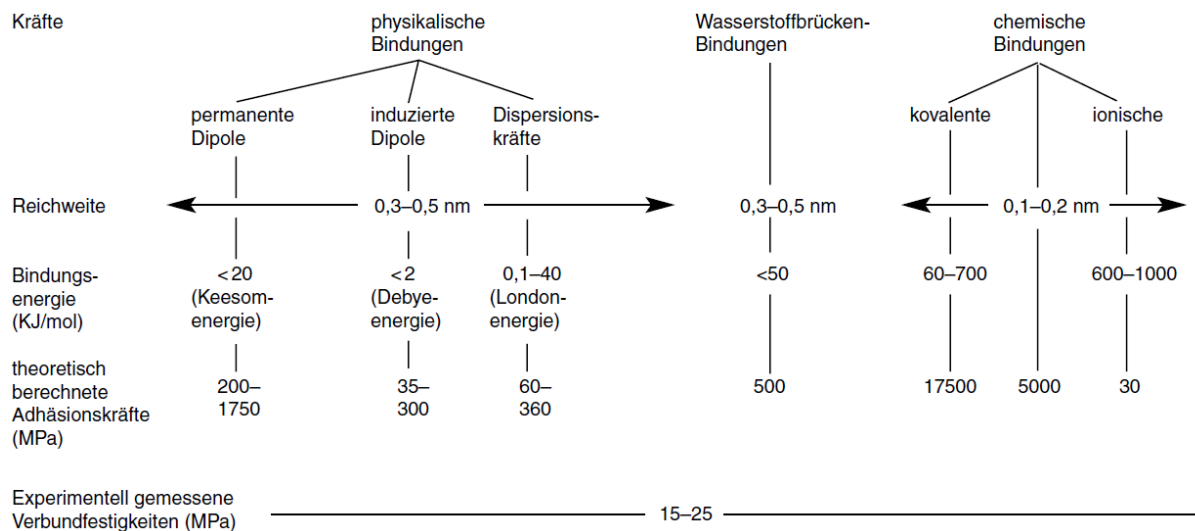 Kräfte
physikalische
Bindungen
Wasserstoffbrücken-
Bindungen
chemische
Bindungen
permanente
Dipole
induzierte
Dipole
Dispersions-
kräfte
kovalente
ionische
Reichweite
0,3–0,5 nm
0,3–0,5 nm
0,1–0,2 nm
Bindungs-
energie
(KJ/mol)
<20
(Keesom-
energie)
<2
(Debye-
energie)
0,1–40
(London-
energie)
<50
60–700
600–1000
theoretisch
berechnete
Adhäsionskräfte
(MPa)
200–
1750
35–
300
60–
360
500
17500
5000
30
Experimentell gemessene
Verbundfestigkeiten (MPa)
15–25